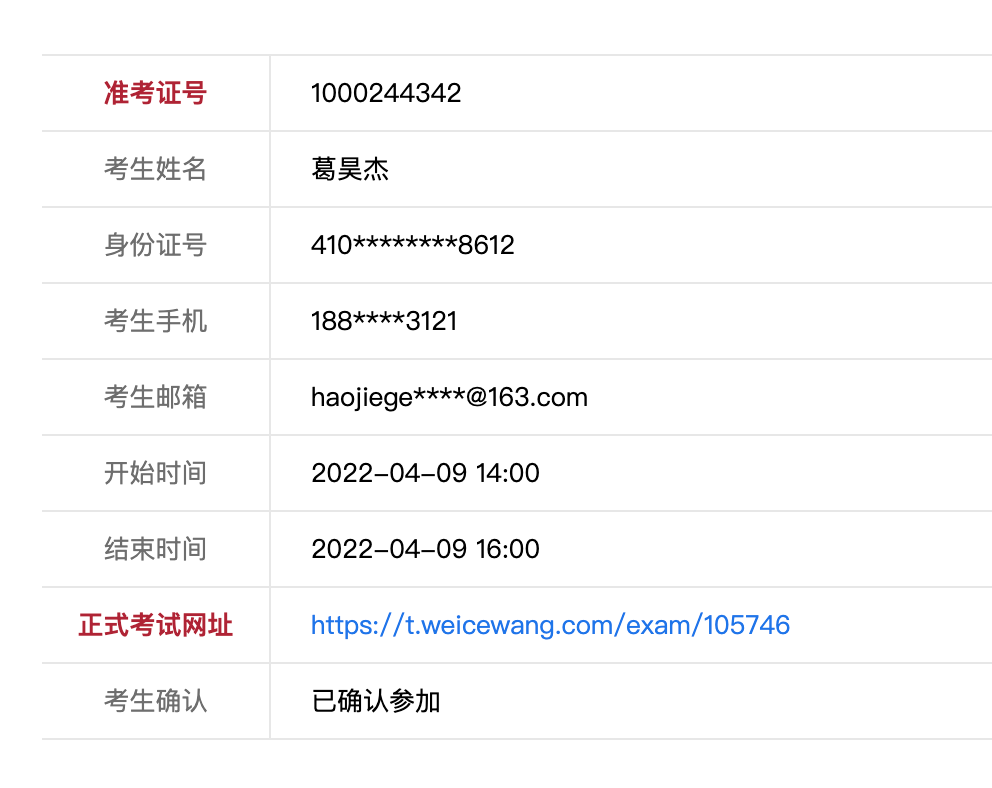 准考证号 1000244342
考生姓名 葛昊杰
身份证号 410********8612
考生手机 188****3121
考生邮箱 haojiege****@163.com
开始时间 2022-04-09 14:00
结束时间 2022-04-09 16:00
正式考试网址 https://t.weicewang.com/exam/105746
考生确认 已确认参加